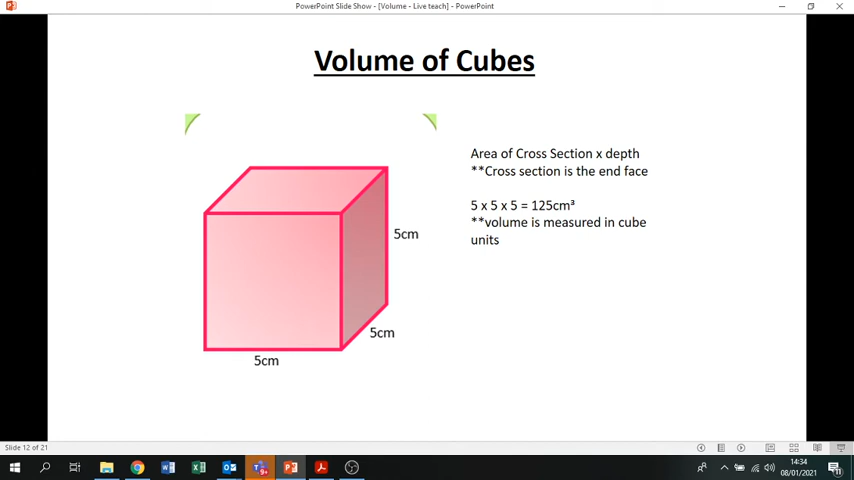 PowerPoint Slide Show - [Volume - Live teach] - PowerPoint
Volume of Cubes
Area of Cross Section x depth
**Cross section is the end face
5 x 5 x 5 = 125cm³
**volume is measured in cube
units
5cm
5cm
5cm
Slide 12 of 21
14:34
08/01/2021